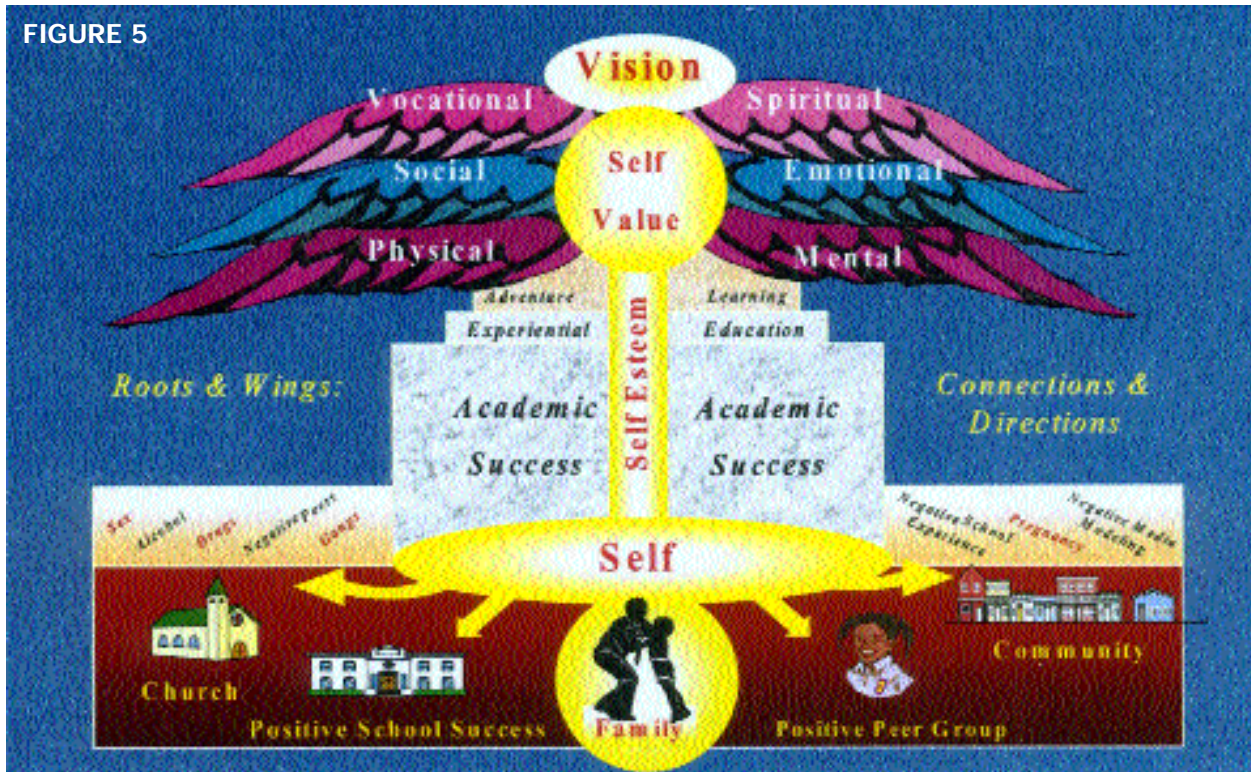 FIGURE 5
Vision
Vocational
Spiritual
Self
Value
Social
Emotional
Physical
Mental
Adventure
Learning
Experiential
Education
Self Esteem
Roots & Wings:
Connections &
Directions
Academic
Success
Academic
Success
Sex
Alcohol
Drugs
Negative Peers
Gangs
Negative School
Experience
Pregnancy
Negative Media
Modeling
Self
Church
Positive School Success
Family
Positive Peer Group
Community